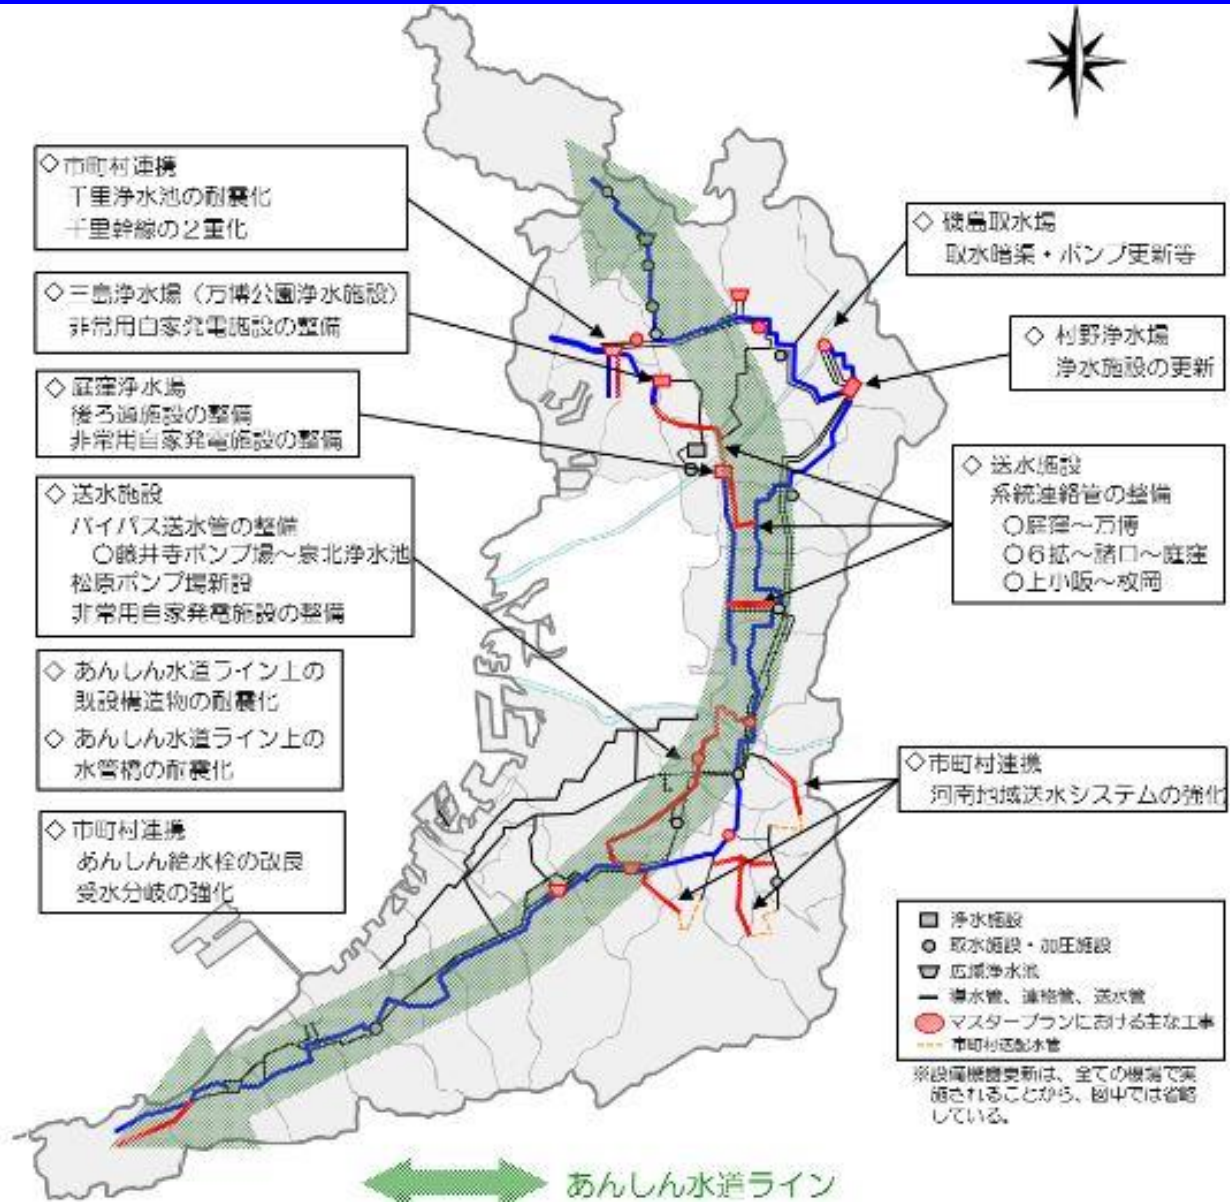 ◇ 市町村連携
千里浄水池の耐震化
千里幹線の2重化
◇ 三島浄水場（万博公園浄水施設）
非常用自家発電施設の整備
◇ 庭窪浄水場
後ろ過施設の整備
非常用自家発電施設の整備
◇ 送水施設
バイパス送水管の整備
〇藤井寺ポンプ場～泉北浄水池
松原ポンプ場新設
非常用自家発電施設の整備
◇ あんしん水道ライン上の
既設構造物の耐震化
◇ あんしん水道ライン上の
水管橋の耐震化
◇ 市町村連携
あんしん給水栓の改良
受水分岐の強化
◇ 磯島取水場
取水暗渠・ポンプ更新等
◇ 村野浄水場
浄水施設の更新
◇ 送水施設
系統連絡管の整備
〇庭窪～万博
〇6拡～諸口～庭窪
〇上小阪～枚岡
◇ 市町村連携
河南地域送水システムの強化
浄水施設
取水施設・加圧施設
広域浄水池
導水管、連絡管、送水管
マスタープランにおける主な工事
市町村送配水管
※設備機器更新は、全ての機場で実
施されることから、図中では省略
している。
あんしん水道ライン